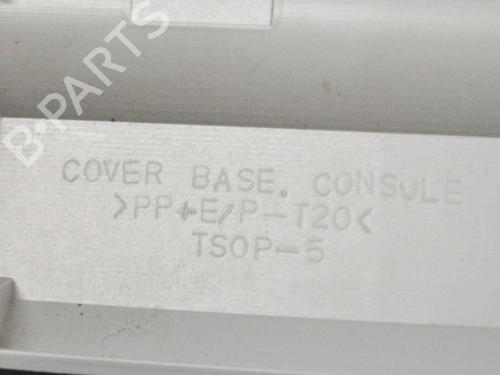 B-PARTS
COVER BASE. CONSOLE
>PP+E/P-T20<
TSOP-5